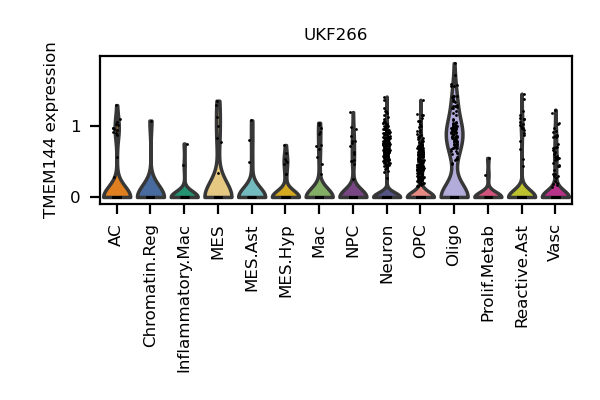 UKF266
TMEM144 expression
1
0
AC
Chromatin.Reg
Inflammatory.Mac
MES
MES.Ast
MES.Hyp
Mac
NPC
Neuron
OPC
Oligo
Prolif.Metab
Reactive.Ast
Vasc